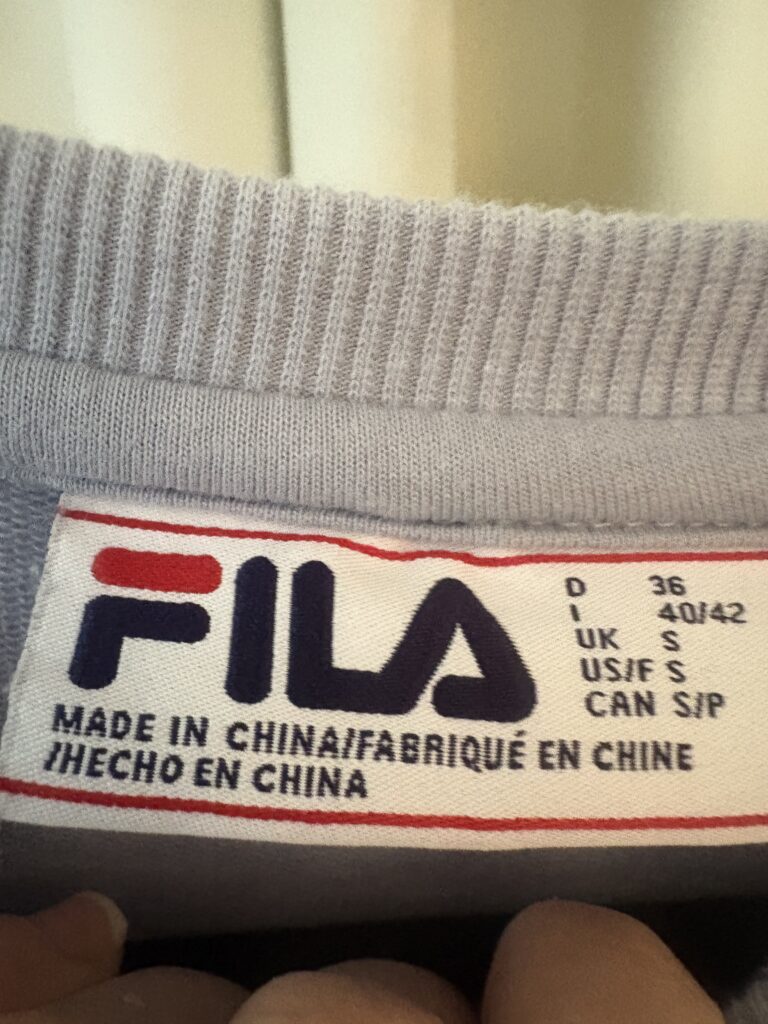 FILA
D 36
I 40/42
UK S
US/F S
CAN S/P
MADE IN CHINA/FABRIQUÉ EN CHINE
/HECHO EN CHINA